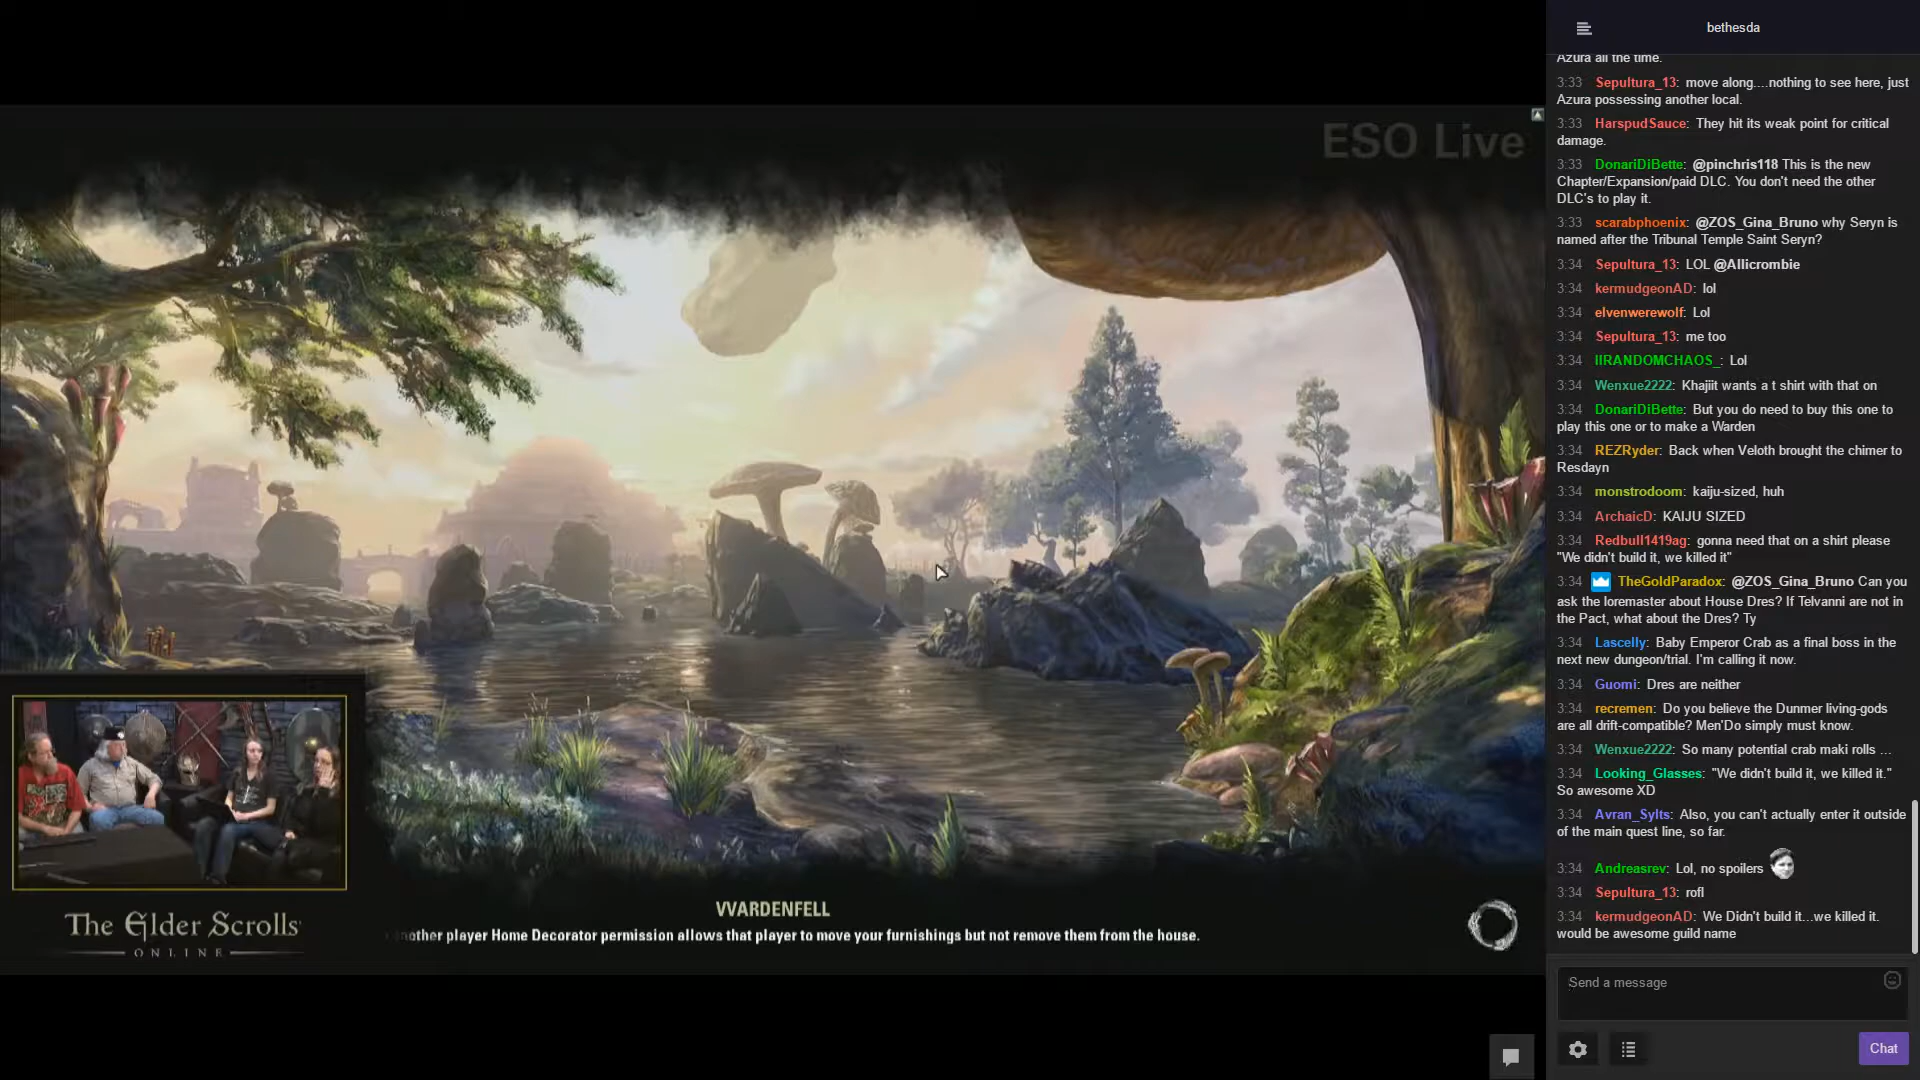 ESO Live
The Elder Scrolls
ONLINE
VVARDENFELL
another player Home Decorator permission allows that player to move your furnishings but not remove them from the house.
bethesda
Azura all the time.
3:33 Sepultura_13: move along....nothing to see here, just
Azura possessing another local.
3:33 HarspudSauce: They hit its weak point for critical
damage.
3:33 DonariDiBette: @pinchris118 This is the new
Chapter/Expansion/paid DLC. You don't need the other
DLC's to play it.
3:33 scarabphoenix: @ZOS_Gina_Bruno why Seryn is
named after the Tribunal Temple Saint Seryn?
3:34 Sepultura_13: LOL @Allicrombie
3:34 kermudgeonAD: lol
3:34 elvenwerewolf: Lol
3:34 Sepultura_13: me too
3:34 IIRANDOMCHAOS_: Lol
3:34 Wenxue2222: Khajiit wants a t shirt with that on
3:34 DonariDiBette: But you do need to buy this one to
play this one or to make a Warden
3:34 REZRyder: Back when Veloth brought the chimer to
Resdayn
3:34 monstrodoom: kaiju-sized, huh
3:34 ArchaicD: KAIJU SIZED
3:34 Redbull1419ag: gonna need that on a shirt please
"We didn't build it, we killed it"
3:34 TheGoldParadox: @ZOS_Gina_Bruno Can you
ask the loremaster about House Dres? If Telvanni are not in
the Pact, what about the Dres? Ty
3:34 Lascelly: Baby Emperor Crab as a final boss in the
next new dungeon/trial. I'm calling it now.
3:34 Guomi: Dres are neither
3:34 recremen: Do you believe the Dunmer living-gods
are all drift-compatible? Men'Do simply must know.
3:34 Wenxue2222: So many potential crab maki rolls ...
3:34 Looking_Glasses: "We didn't build it, we killed it."
So awesome XD
3:34 Avran_Sylts: Also, you can't actually enter it outside
of the main quest line, so far.
3:34 Andreasrev: Lol, no spoilers
3:34 Sepultura_13: rofl
3:34 kermudgeonAD: We Didn't build it...we killed it.
would be awesome guild name
Send a message
Chat